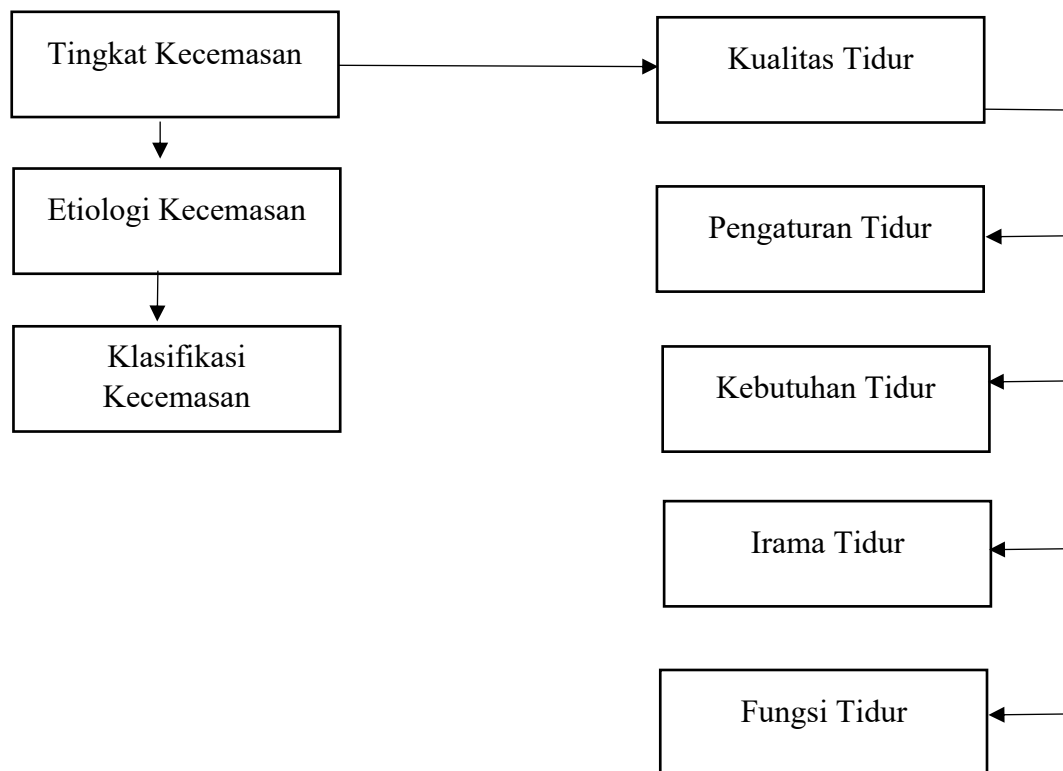 Tingkat Kecemasan
Kualitas Tidur
Etiologi Kecemasan
Pengaturan Tidur
Klasifikasi
Kecemasan
Kebutuhan Tidur
Irama Tidur
Fungsi Tidur